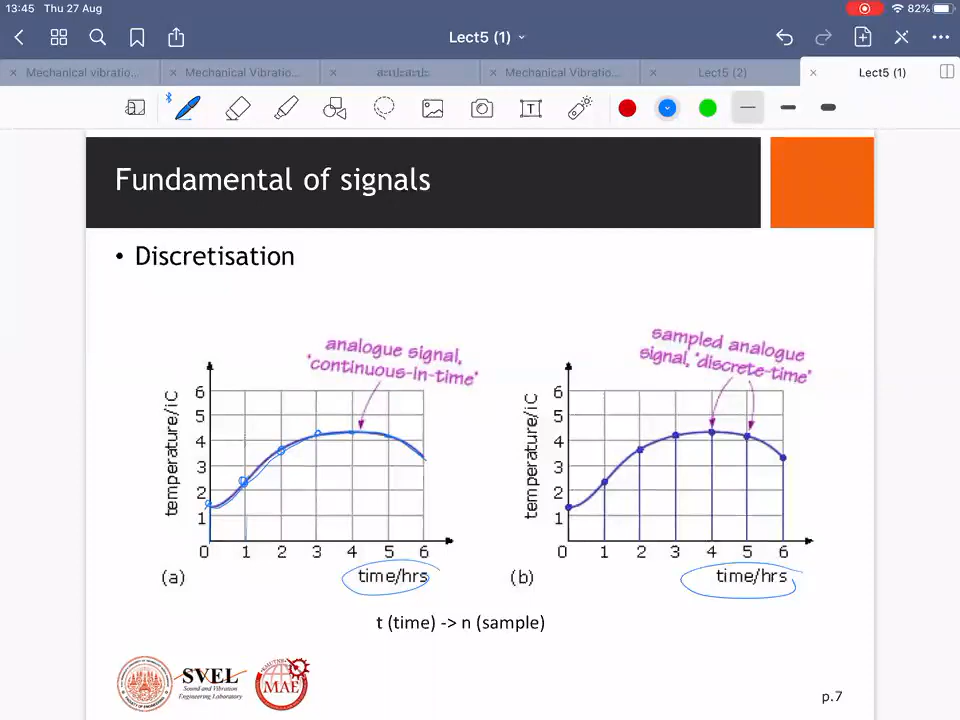 13:45 Thu 27 Aug
82%
Lect5 (1)
Mechanical vibratio...
Mechanical Vibratio...
Mechanical Vibratio...
Lect5 (2)
Lect5 (1)
T
Fundamental of signals
• Discretisation
analogue signal,
"continuous-in-time"
temperature/iC
6
5
4
3
2
1
0 1 2 3 4 5 6
(a)
time/hrs
sampled analogue
signal, "discrete-time"
temperature/iC
6
5
4
3
2
1
0 1 2 3 4 5 6
(b)
time/hrs
t (time) -> n (sample)
SVEL
Sound and Vibration
Engineering Laboratory
MAE
p.7